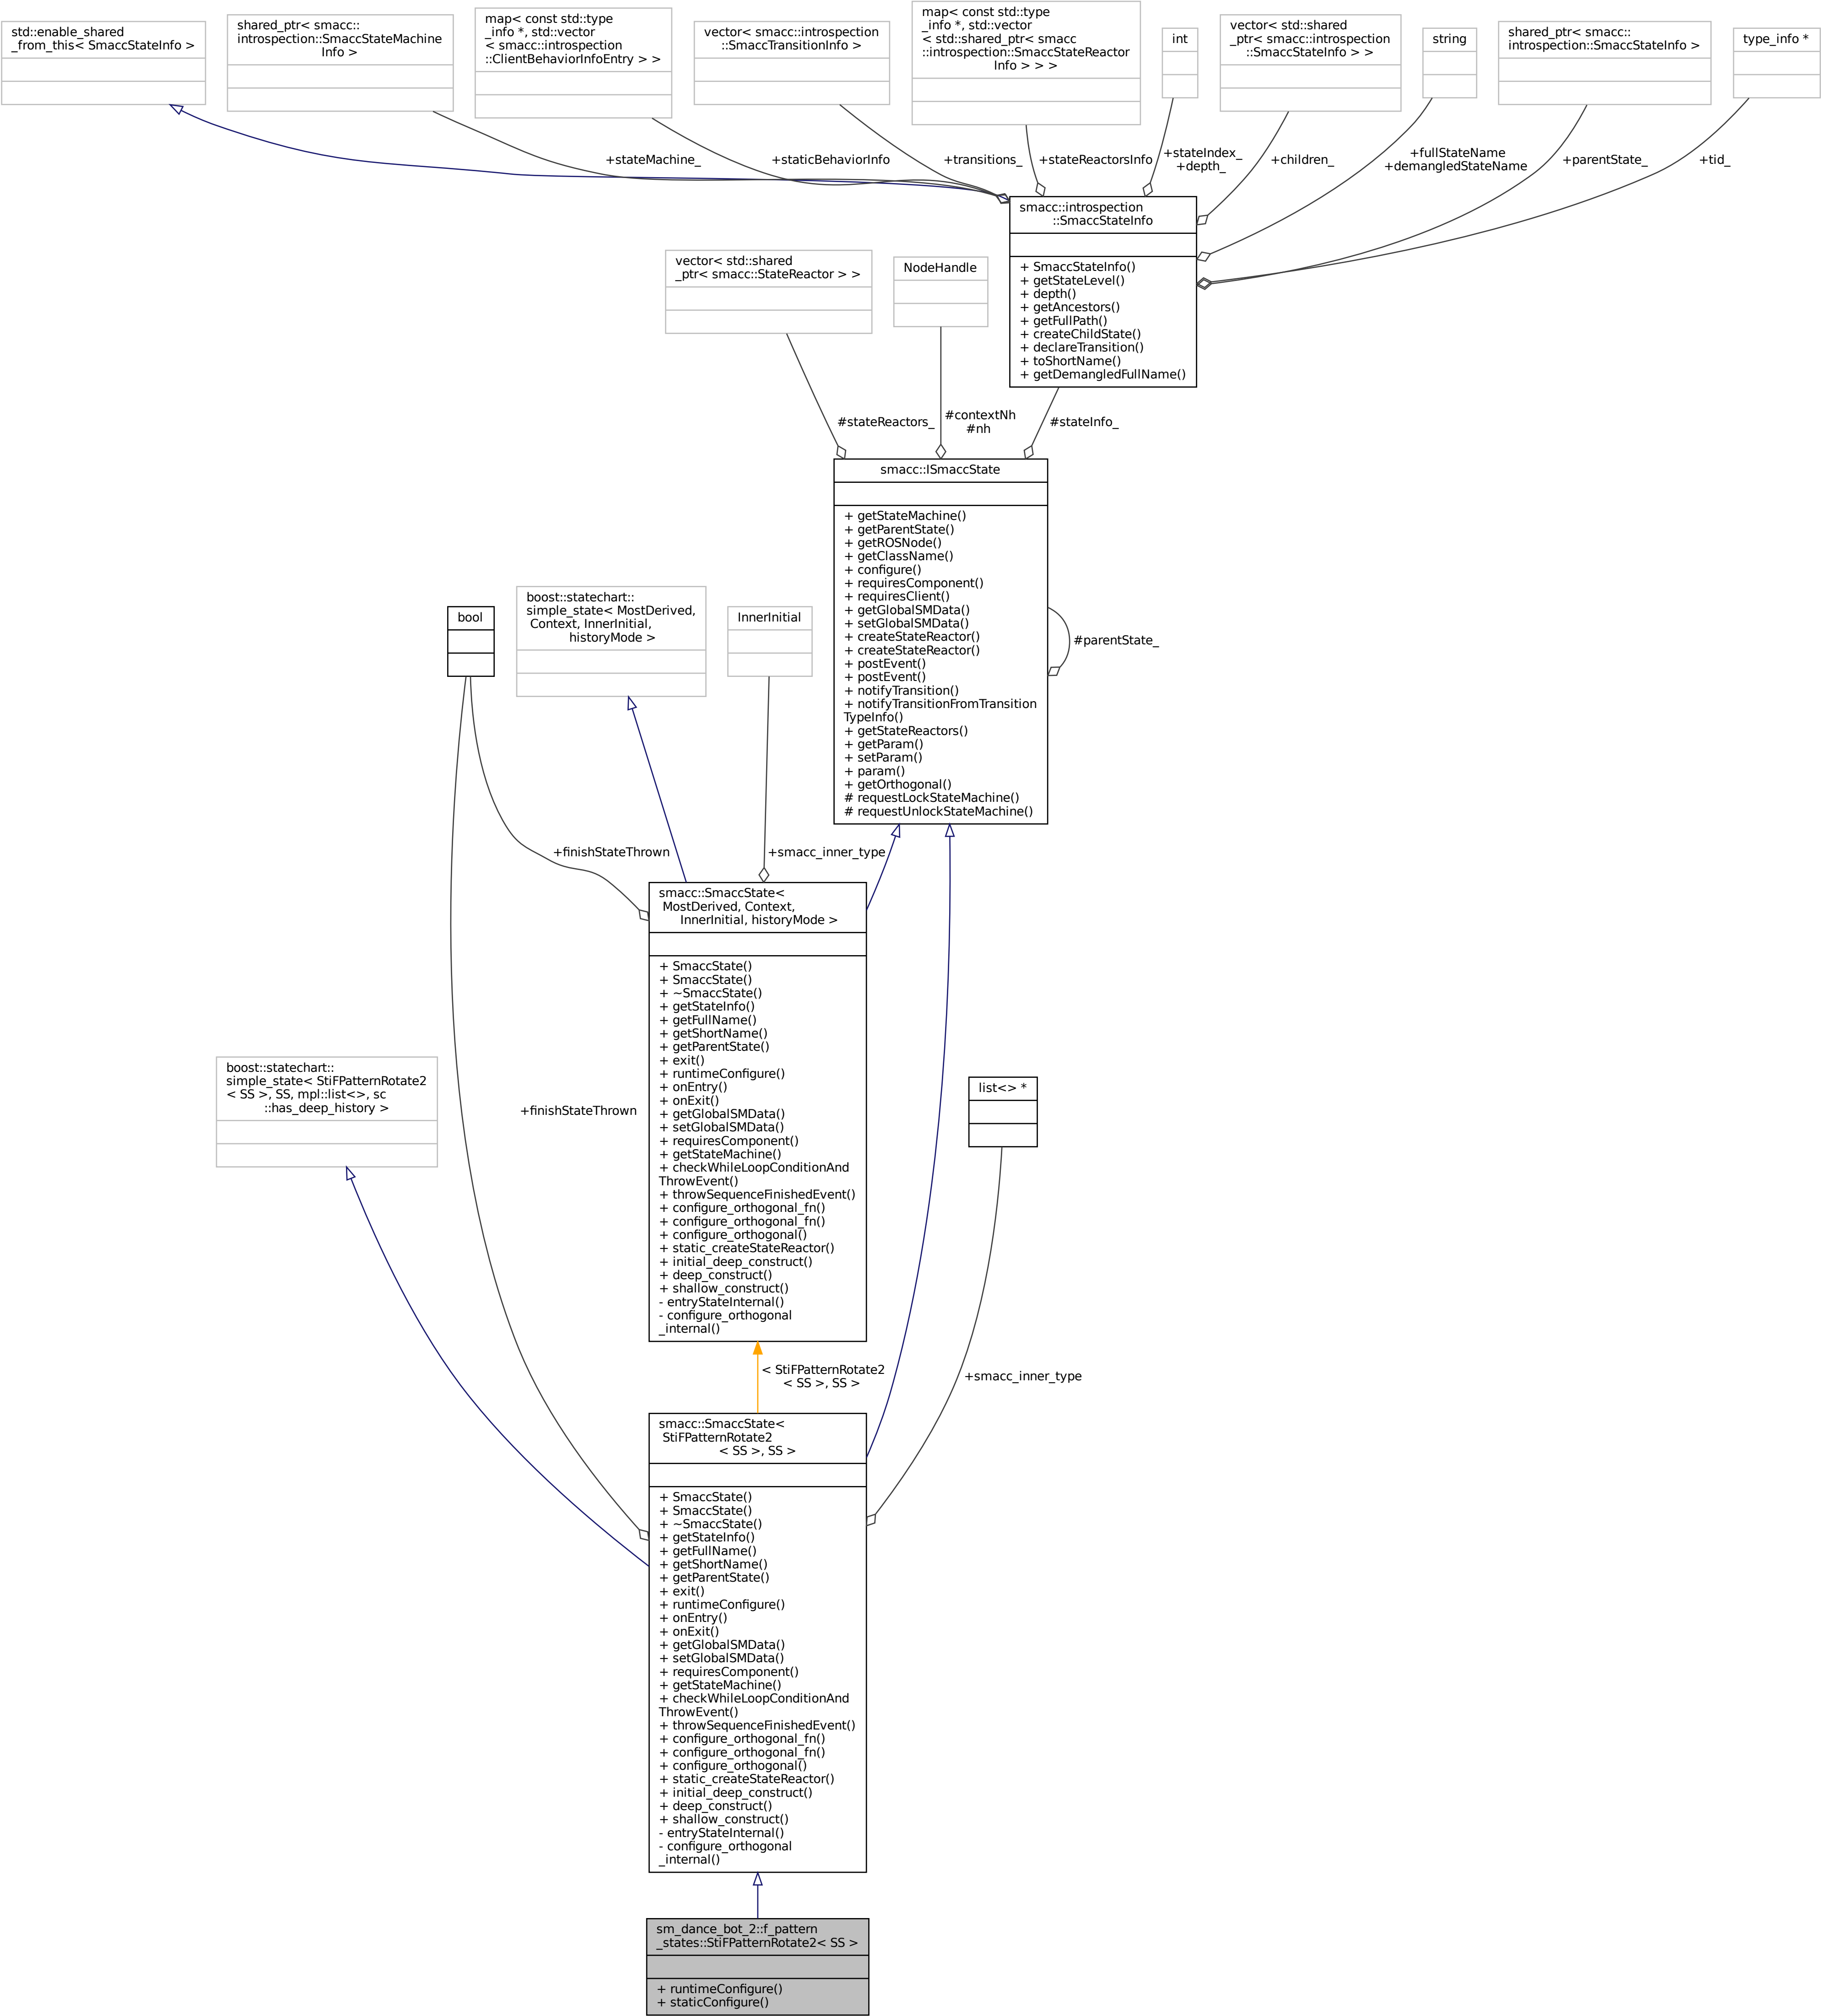 std::enable_shared
_from_this< SmaccStateInfo >
shared_ptr< smacc::
introspection::SmaccStateMachine
Info >
map< const std::type
_info *, std::vector
< smacc::introspection
::ClientBehaviorInfoEntry > >
vector< smacc::introspection
::SmaccTransitionInfo >
map< const std::type
_info *, std::vector
< std::shared_ptr< smacc
::introspection::SmaccStateReactor
Info > > >
int
vector< std::shared
_ptr< smacc::introspection
::SmaccStateInfo > >
string
shared_ptr< smacc::
introspection::SmaccStateInfo >
type_info *
+stateMachine_
+staticBehaviorInfo
+transitions_
+stateReactorsInfo
+stateIndex_
+depth_
+children_
+fullStateName
+demangledStateName
+parentState_
+tid_
smacc::introspection
::SmaccStateInfo
+ SmaccStateInfo()
+ getStateLevel()
+ depth()
+ getAncestors()
+ getFullPath()
+ createChildState()
+ declareTransition()
+ toShortName()
+ getDemangledFullName()
vector< std::shared
_ptr< smacc::StateReactor > >
NodeHandle
#stateReactors_
#contextNh
#nh
#stateInfo_
smacc::ISmaccState
+ getStateMachine()
+ getParentState()
+ getROSNode()
+ getClassName()
+ configure()
+ requiresComponent()
+ requiresClient()
+ getGlobalSMData()
+ setGlobalSMData()
+ createStateReactor()
+ createStateReactor()
+ postEvent()
+ postEvent()
+ notifyTransition()
+ notifyTransitionFromTransition
TypeInfo()
+ getStateReactors()
+ getParam()
+ setParam()
+ param()
+ getOrthogonal()
# requestLockStateMachine()
# requestUnlockStateMachine()
#parentState_
bool
boost::statechart::
simple_state< MostDerived,
Context, InnerInitial,
historyMode >
InnerInitial
+finishStateThrown
+smacc_inner_type
smacc::SmaccState<
MostDerived, Context,
InnerInitial, historyMode >
+ SmaccState()
+ SmaccState()
+ ~SmaccState()
+ getStateInfo()
+ getFullName()
+ getShortName()
+ getParentState()
+ exit()
+ runtimeConfigure()
+ onEntry()
+ onExit()
+ getGlobalSMData()
+ setGlobalSMData()
+ requiresComponent()
+ getStateMachine()
+ checkWhileLoopConditionAnd
ThrowEvent()
+ throwSequenceFinishedEvent()
+ configure_orthogonal_fn()
+ configure_orthogonal_fn()
+ configure_orthogonal()
+ static_createStateReactor()
+ initial_deep_construct()
+ deep_construct()
+ shallow_construct()
- entryStateInternal()
- configure_orthogonal
_internal()
boost::statechart::
simple_state< StiFPatternRotate2
< SS >, SS, mpl::list<>, sc
::has_deep_history >
+finishStateThrown
list<> *
< StiFPatternRotate2
< SS >, SS >
+smacc_inner_type
smacc::SmaccState<
StiFPatternRotate2
< SS >, SS >
+ SmaccState()
+ SmaccState()
+ ~SmaccState()
+ getStateInfo()
+ getFullName()
+ getShortName()
+ getParentState()
+ exit()
+ runtimeConfigure()
+ onEntry()
+ onExit()
+ getGlobalSMData()
+ setGlobalSMData()
+ requiresComponent()
+ getStateMachine()
+ checkWhileLoopConditionAnd
ThrowEvent()
+ throwSequenceFinishedEvent()
+ configure_orthogonal_fn()
+ configure_orthogonal_fn()
+ configure_orthogonal()
+ static_createStateReactor()
+ initial_deep_construct()
+ deep_construct()
+ shallow_construct()
- entryStateInternal()
- configure_orthogonal
_internal()
sm_dance_bot_2::f_pattern
_states::StiFPatternRotate2< SS >
+ runtimeConfigure()
+ staticConfigure()